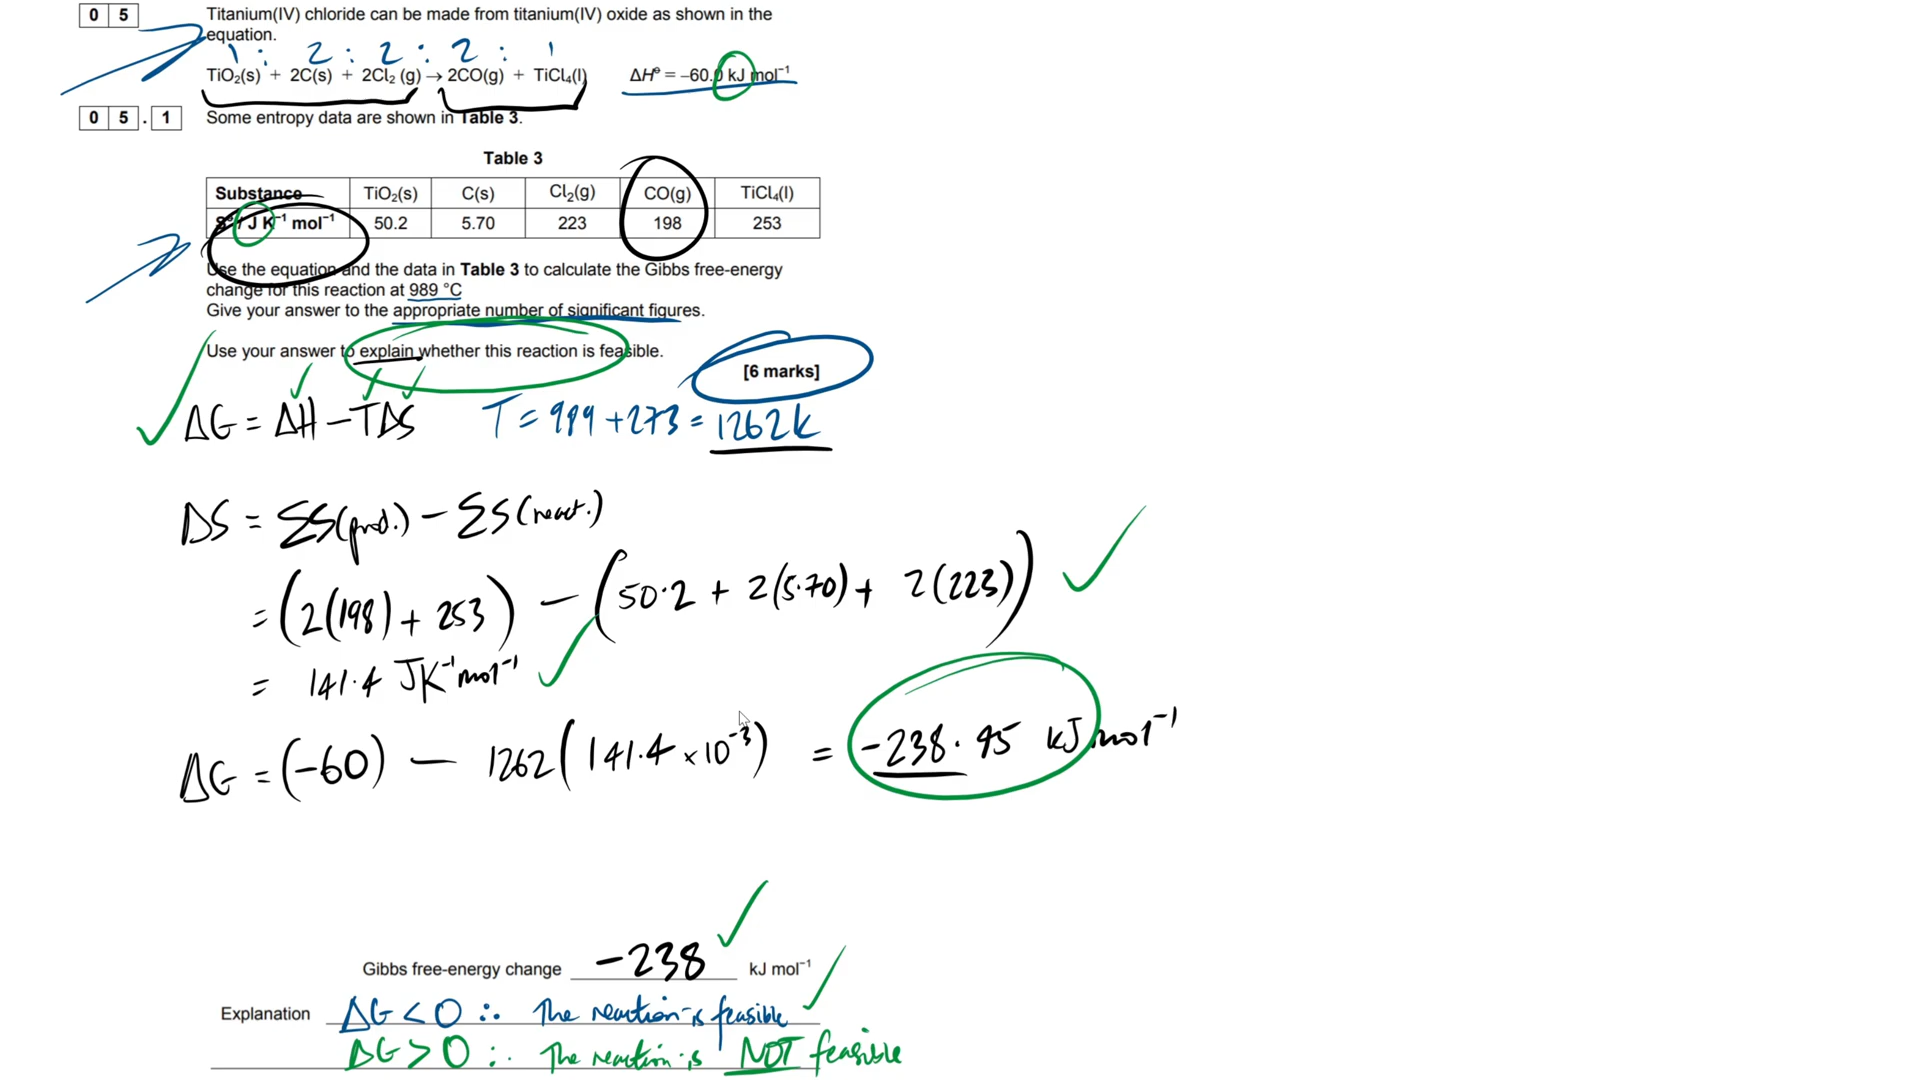 0 5 Titanium(IV) chloride can be made from titanium(IV) oxide as shown in the
equation.
1 : 2 : 2 : 2 : 1
TiO₂(s) + 2C(s) + 2Cl₂ (g) → 2CO(g) + TiCl₄(l) ΔH⦵ = –60.0 kJ mol⁻¹
0 5 . 1 Some entropy data are shown in Table 3.
Table 3
Substance TiO₂(s) C(s) Cl₂(g) CO(g) TiCl₄(l)
S⦵ / J K⁻¹ mol⁻¹ 50.2 5.70 223 198 253
Use the equation and the data in Table 3 to calculate the Gibbs free-energy
change for this reaction at 989 °C
Give your answer to the appropriate number of significant figures.
Use your answer to explain whether this reaction is feasible.
[6 marks]
ΔG = ΔH – TΔS T = 989 + 273 = 1262k
ΔS = ΣS(prod.) – ΣS(react.)
= (2(198) + 253) – (50.2 + 2(5.70) + 2(223))
= 141.4 JK⁻¹mol⁻¹
ΔG = (-60) – 1262(141.4 × 10⁻³) = -238.45 kJ mol⁻¹
Gibbs free-energy change -238 kJ mol⁻¹
Explanation ΔG < 0 ∴ The reaction is feasible
ΔG > 0 ∴ The reaction is NOT feasible